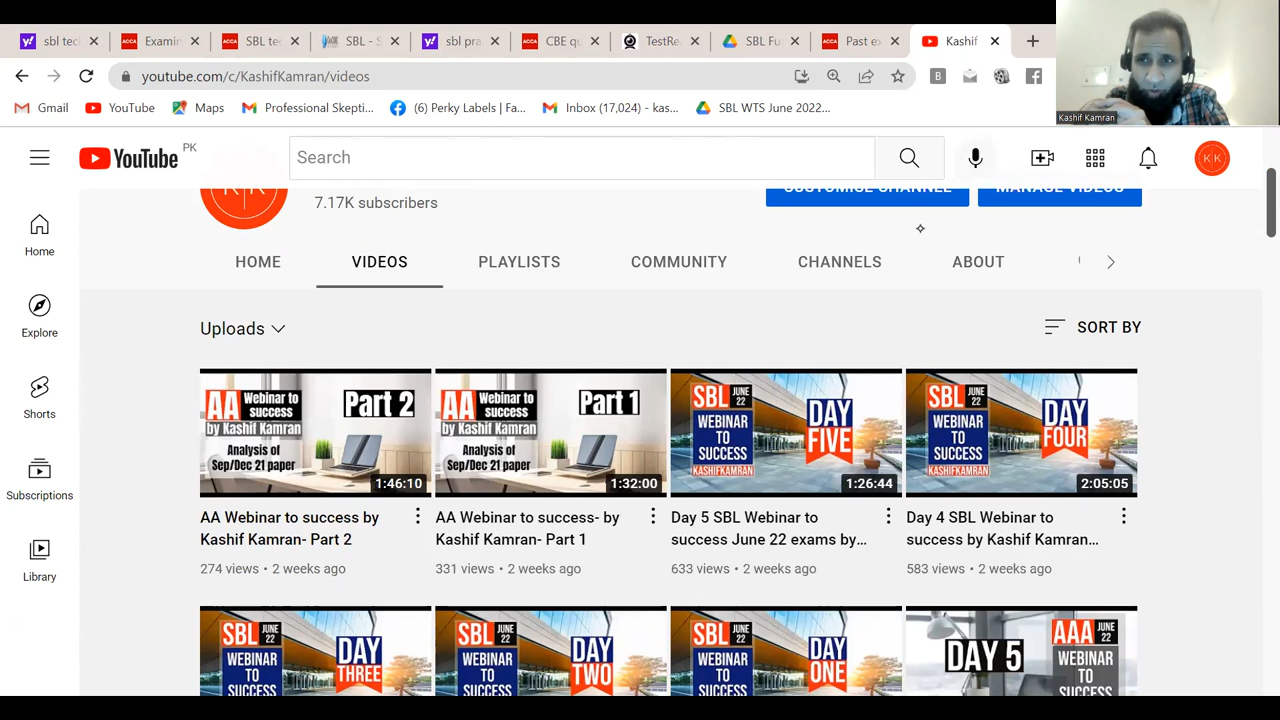 sbl tec
Examin
SBL te
SBL - S
sbl pra
CBE qu
TestRe
SBL Fu
Past ex
Kashif
youtube.com/c/KashifKamran/videos
Gmail
YouTube
Maps
Professional Skepti...
(6) Perky Labels | Fa...
Inbox (17,024) - kas...
SBL WTS June 2022...
Kashif Kamran
YouTube PK
Search
KK
7.17K subscribers
CUSTOMISE CHANNEL
MANAGE VIDEOS
HOME
VIDEOS
PLAYLISTS
COMMUNITY
CHANNELS
ABOUT
Home
Explore
Shorts
Subscriptions
Library
Uploads
SORT BY
AA Webinar to
success
by Kashif Kamran
Analysis of
Sep/Dec 21 paper
Part 2
1:46:10
AA Webinar to success by
Kashif Kamran- Part 2
274 views • 2 weeks ago
AA Webinar to
success
by Kashif Kamran
Analysis of
Sep/Dec 21 paper
Part 1
1:32:00
AA Webinar to success- by
Kashif Kamran- Part 1
331 views • 2 weeks ago
SBL JUNE 22
WEBINAR
TO
SUCCESS
KASHIFKAMRAN
DAY
FIVE
1:26:44
Day 5 SBL Webinar to
success June 22 exams by...
633 views • 2 weeks ago
SBL JUNE 22
WEBINAR
TO
SUCCESS
KASHIFKAMRAN
DAY
FOUR
2:05:05
Day 4 SBL Webinar to
success by Kashif Kamran...
583 views • 2 weeks ago
SBL JUNE 22
WEBINAR
TO
DAY
THREE
SBL JUNE 22
WEBINAR
TO
DAY
TWO
SBL JUNE 22
WEBINAR
TO
DAY
ONE
DAY 5
AAA JUNE 22
WEBINAR
TO
SUCCESS